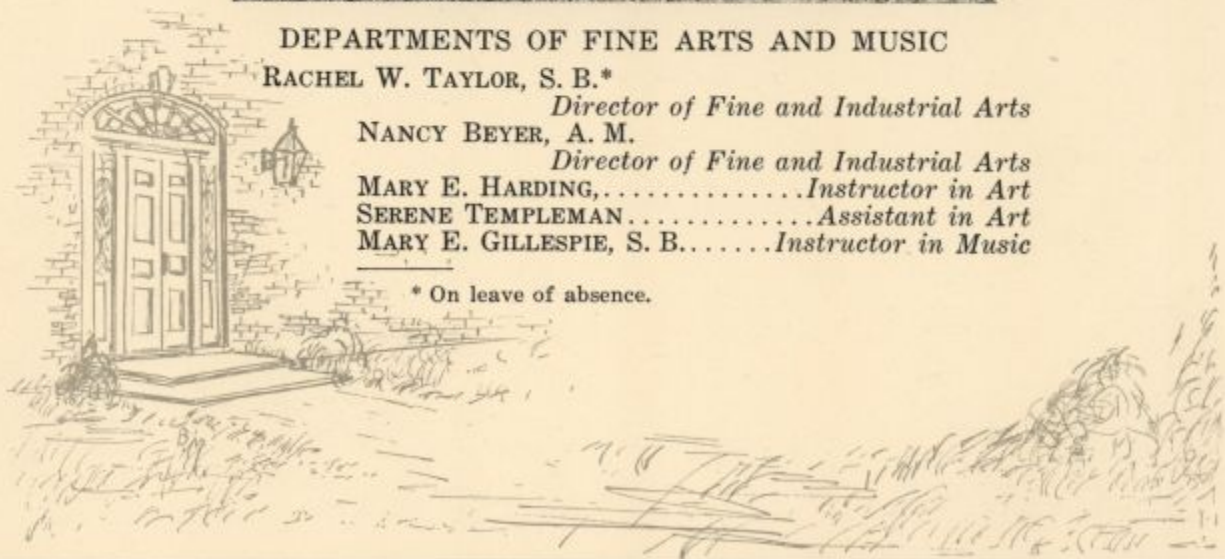 DEPARTMENTS OF FINE ARTS AND MUSIC
RACHEL W. TAYLOR, S. B.*
Director of Fine and Industrial Arts
NANCY BEYER, A. M.
Director of Fine and Industrial Arts
MARY E. HARDING,..............Instructor in Art
SERENE TEMPLEMAN.............Assistant in Art
MARY E. GILLESPIE, S. B.......Instructor in Music
* On leave of absence.